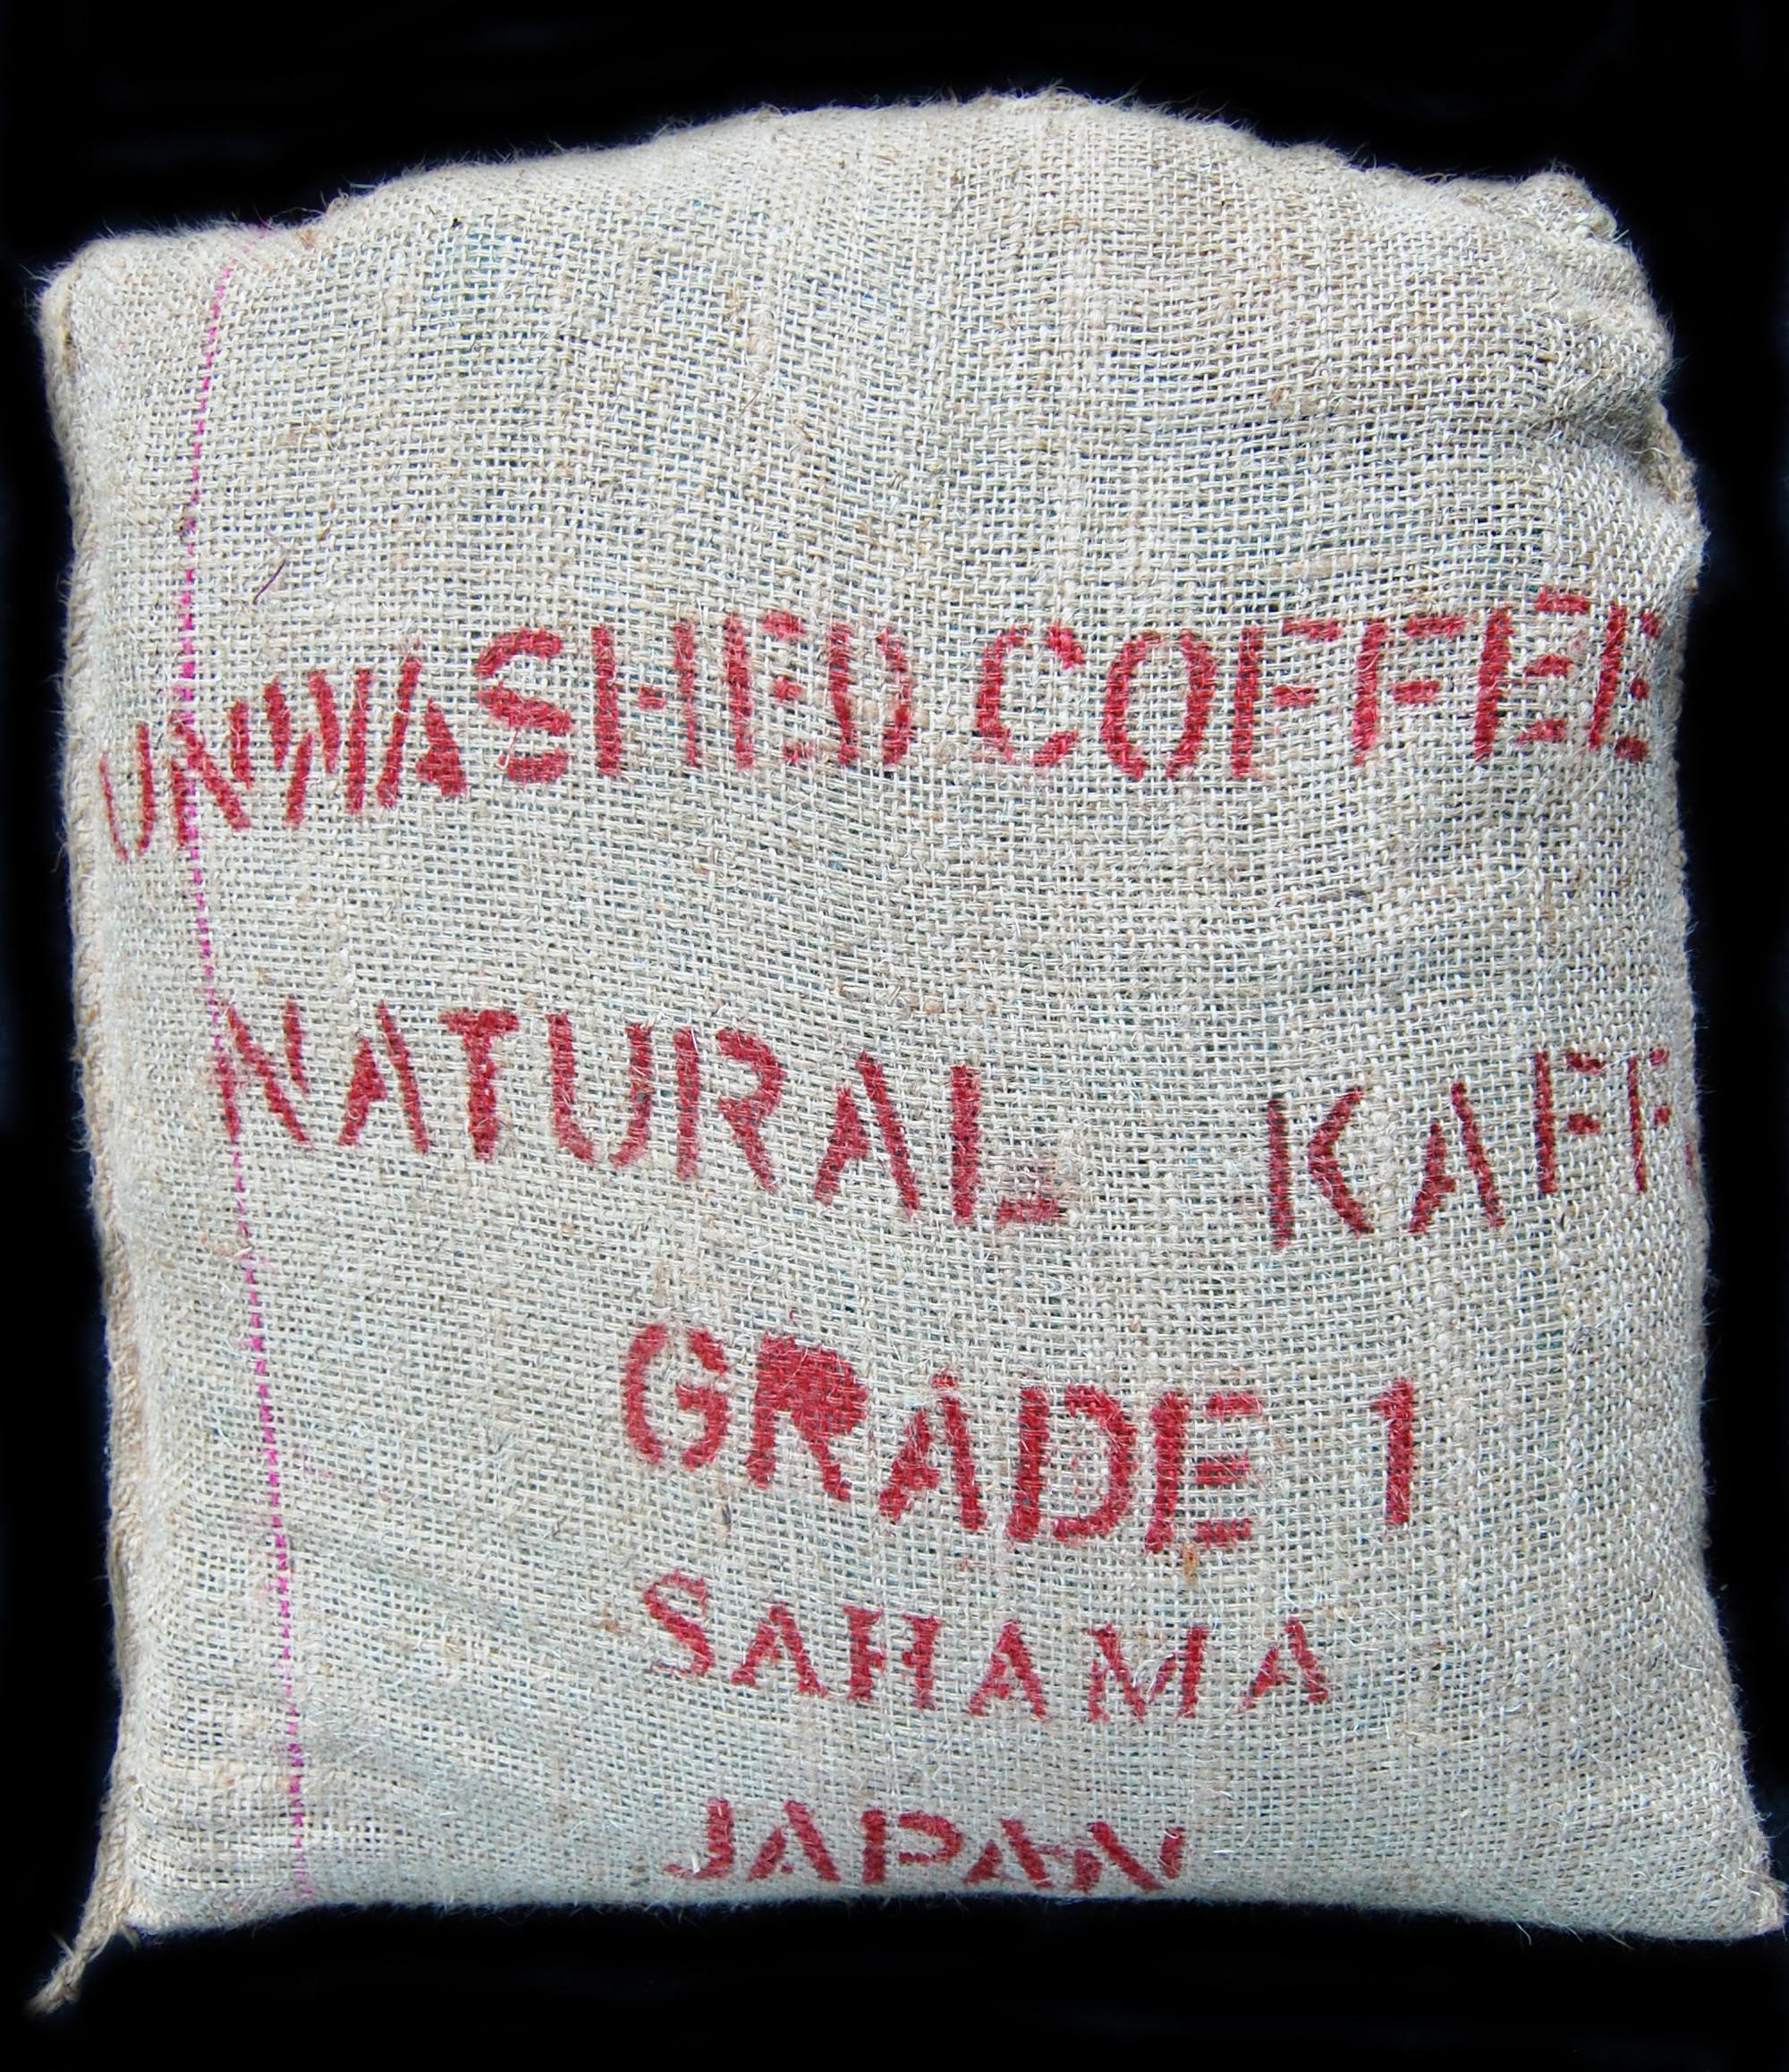 UNWASHED COFFEE
NATURAL KAFF
GRADE 1
SAHAMA
JAPAN